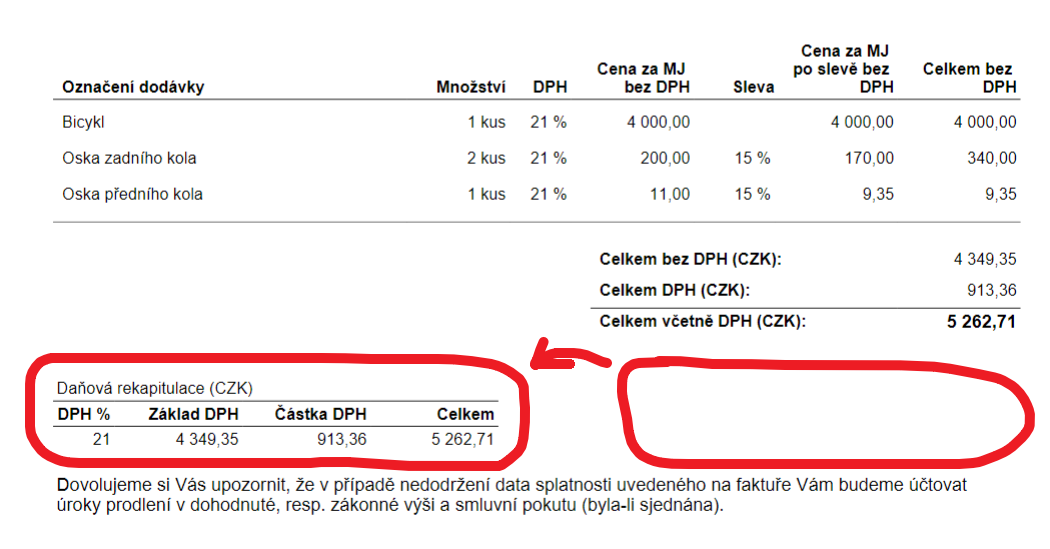 Označení dodávky Množství DPH Cena za MJ bez DPH Sleva Cena za MJ po slevě bez DPH Celkem bez DPH
Bicykl 1 kus 21 % 4 000,00 4 000,00 4 000,00
Oska zadního kola 2 kus 21 % 200,00 15 % 170,00 340,00
Oska předního kola 1 kus 21 % 11,00 15 % 9,35 9,35
Celkem bez DPH (CZK): 4 349,35
Celkem DPH (CZK): 913,36
Celkem včetně DPH (CZK): 5 262,71
Daňová rekapitulace (CZK)
DPH % Základ DPH Částka DPH Celkem
21 4 349,35 913,36 5 262,71
Dovolujeme si Vás upozornit, že v případě nedodržení data splatnosti uvedeného na faktuře Vám budeme účtovat
úroky prodlení v dohodnuté, resp. zákonné výši a smluvní pokutu (byla-li sjednána).